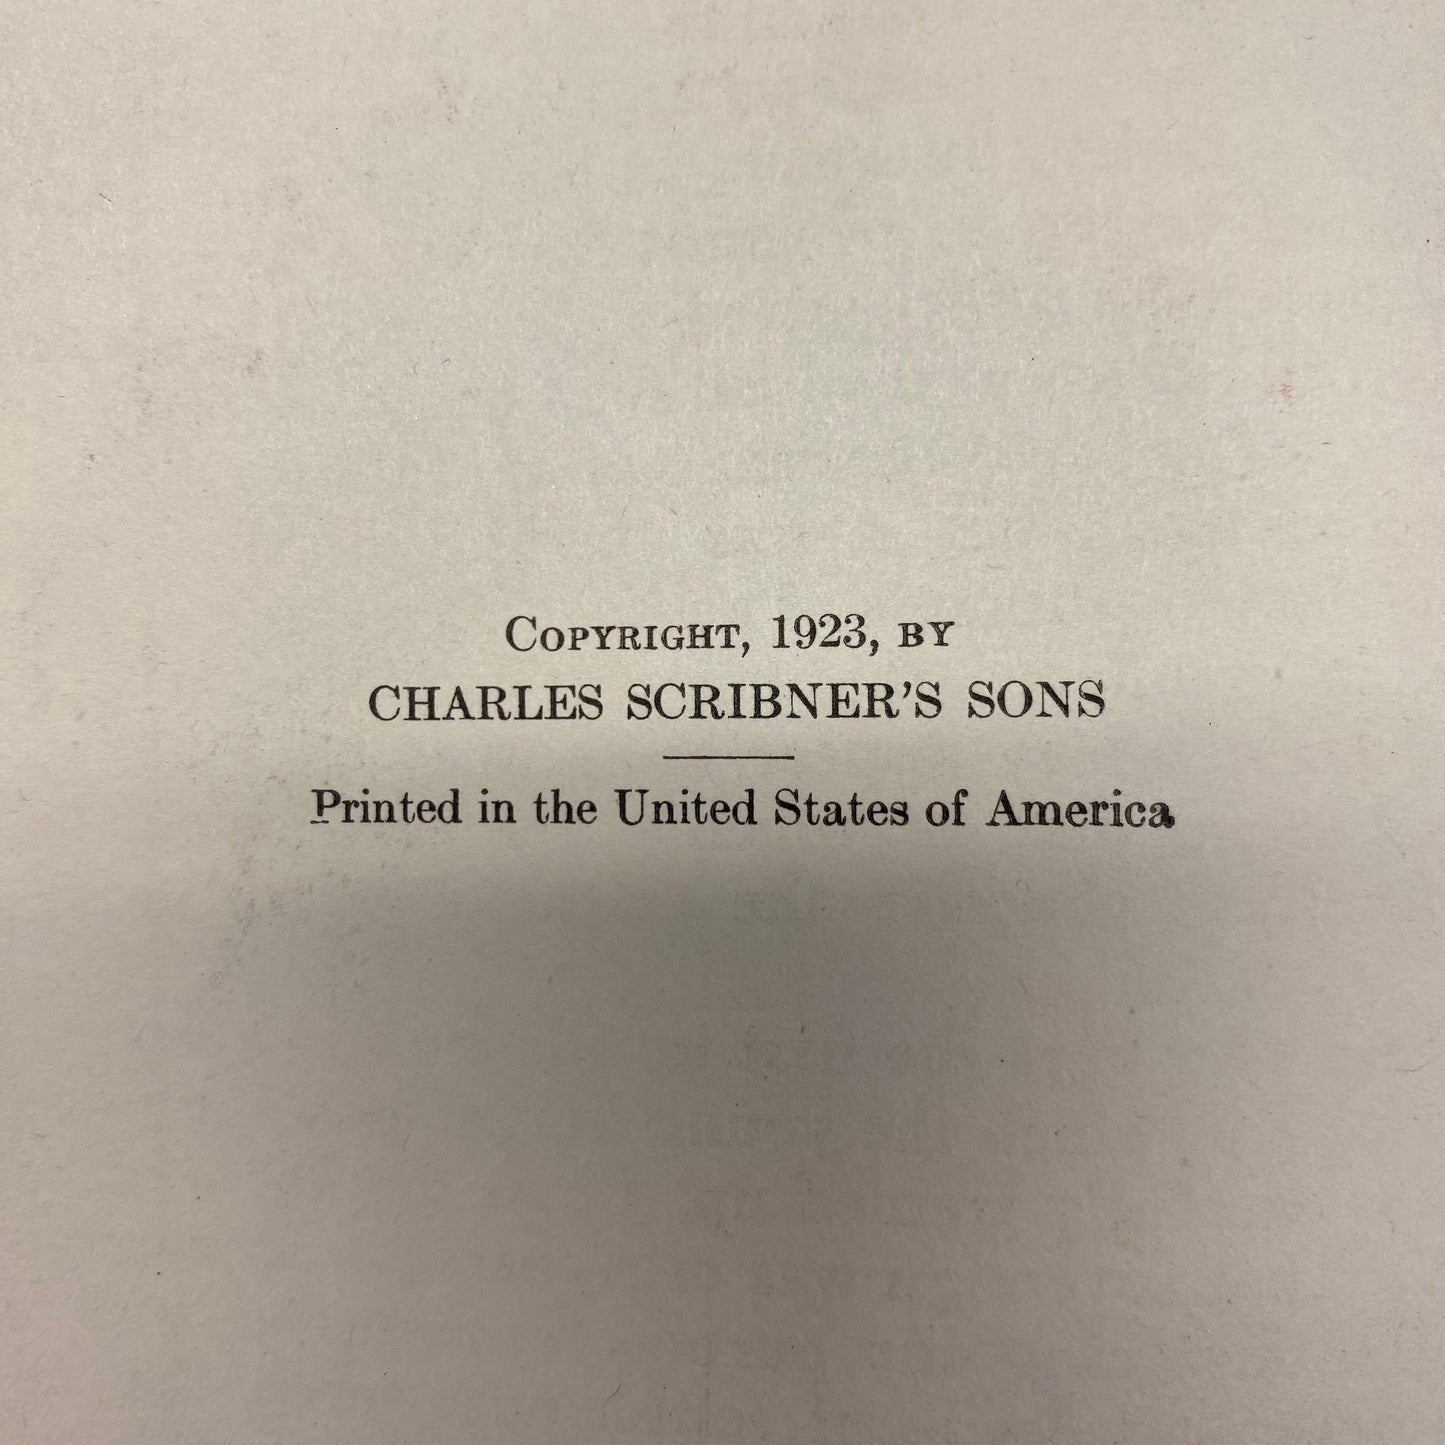 COPYRIGHT, 1923, BY
CHARLES SCRIBNER'S SONS
Printed in the United States of America